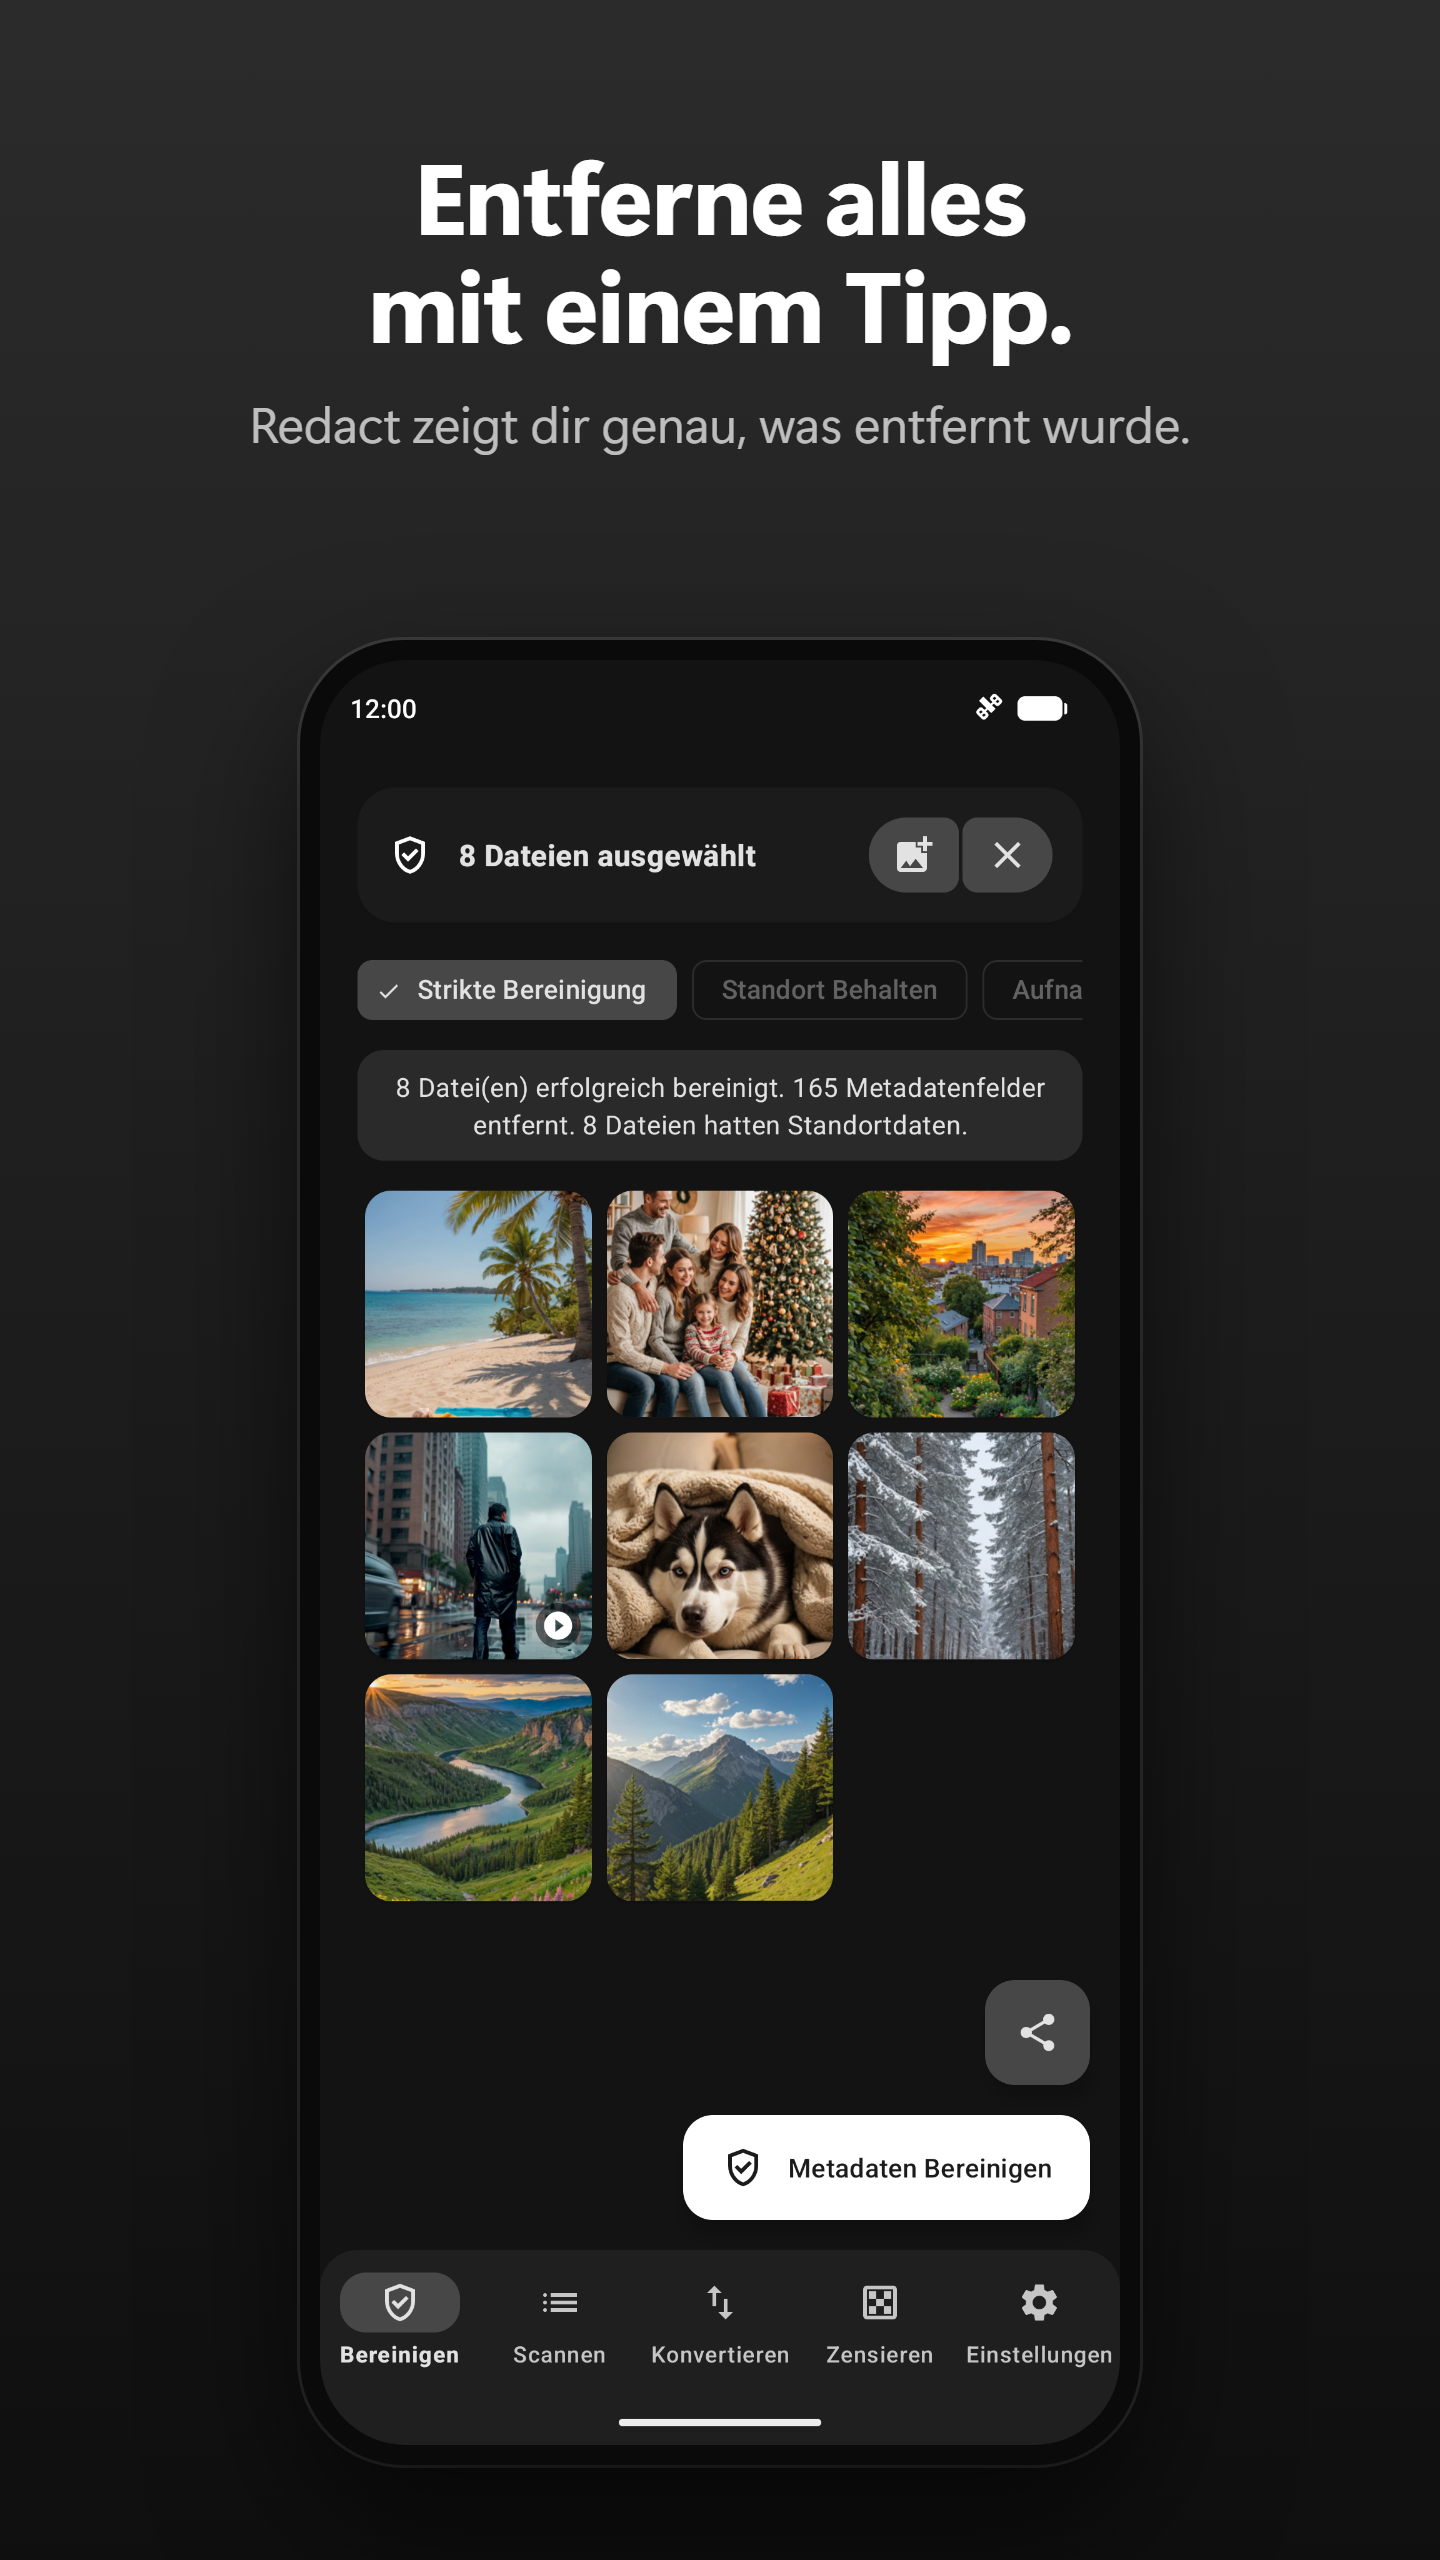 Entferne alles
mit einem Tipp.
Redact zeigt dir genau, was entfernt wurde.
12:00
8 Dateien ausgewählt
Strikte Bereinigung
Standort Behalten
Aufna
8 Datei(en) erfolgreich bereinigt. 165 Metadatenfelder
entfernt. 8 Dateien hatten Standortdaten.
Metadaten Bereinigen
Bereinigen
Scannen
Konvertieren
Zensieren
Einstellungen